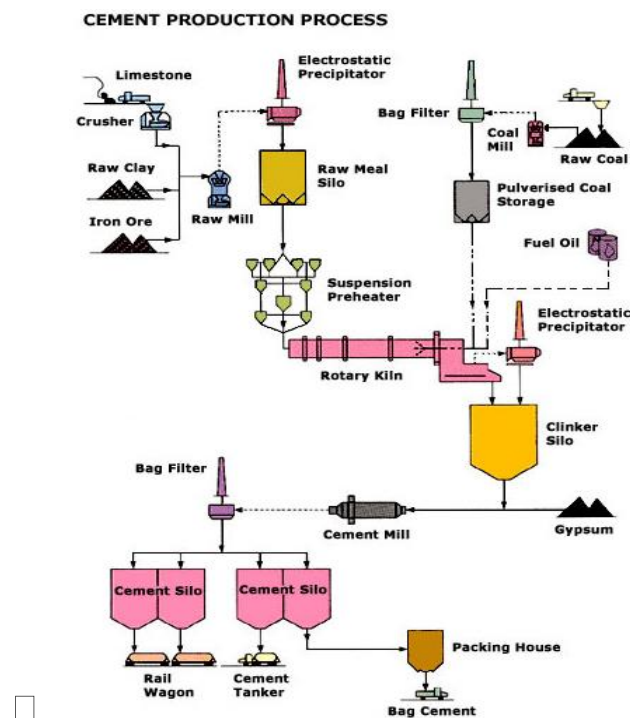 CEMENT PRODUCTION PROCESS
Limestone
Crusher
Raw Clay
Iron Ore
Raw Mill
Electrostatic
Precipitator
Raw Meal
Silo
Suspension
Preheater
Rotary Kiln
Bag Filter
Coal
Mill
Raw Coal
Pulverised Coal
Storage
Fuel Oil
Electrostatic
Precipitator
Clinker
Silo
Gypsum
Cement Mill
Bag Filter
Cement Silo
Cement Silo
Rail
Wagon
Cement
Tanker
Packing House
Bag Cement